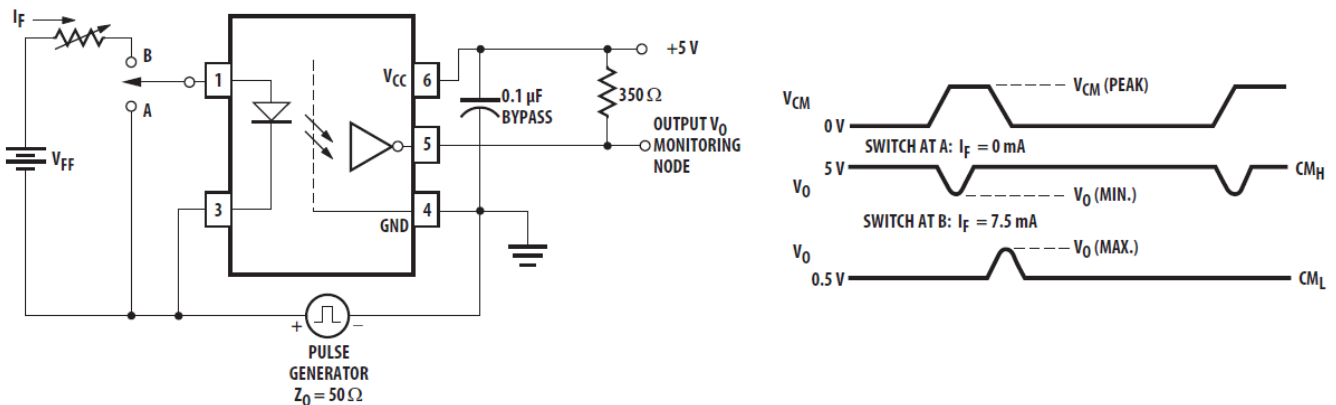 I_F
B
A
V_FF
1
3
V_CC
6
5
4
GND
0.1 µF
BYPASS
+5 V
350 Ω
OUTPUT V_O
MONITORING
NODE
+
–
PULSE
GENERATOR
Z_O = 50 Ω
V_CM
V_CM (PEAK)
0 V
SWITCH AT A: I_F = 0 mA
5 V
CM_H
V_O
V_O (MIN.)
SWITCH AT B: I_F = 7.5 mA
V_O
V_O (MAX.)
0.5 V
CM_L